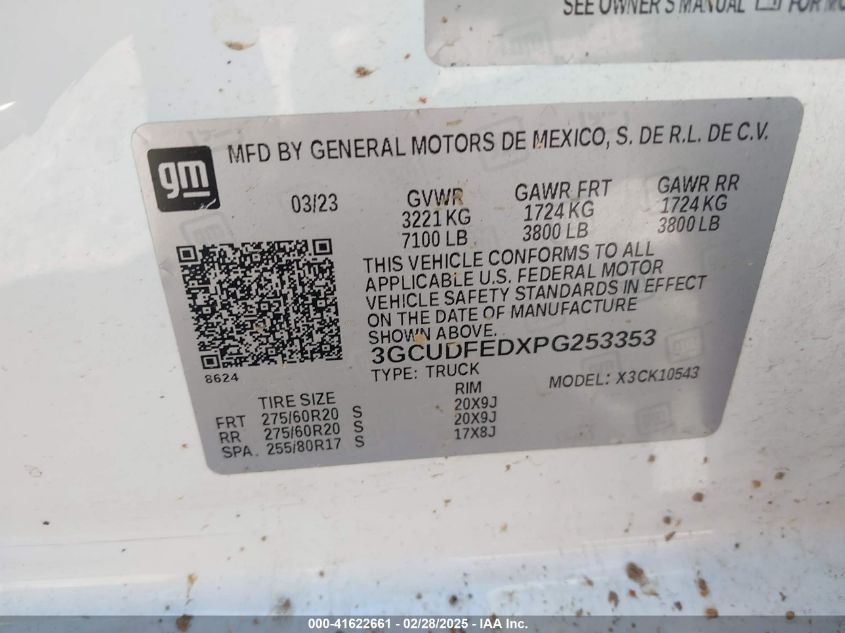 SEE OWNER'S MANUAL FOR
gm
MFD BY GENERAL MOTORS DE MEXICO, S. DE R.L. DE C.V.
03/23
GVWR GAWR FRT GAWR RR
3221 KG 1724 KG 1724 KG
7100 LB 3800 LB 3800 LB
THIS VEHICLE CONFORMS TO ALL
APPLICABLE U.S. FEDERAL MOTOR
VEHICLE SAFETY STANDARDS IN EFFECT
ON THE DATE OF MANUFACTURE
SHOWN ABOVE.
3GCUDFEDXPG253353
8624
TYPE: TRUCK MODEL: X3CK10543
TIRE SIZE RIM
FRT 275/60R20 S 20X9J
RR 275/60R20 S 20X9J
SPA. 255/80R17 S 17X8J
000-41622661 - 02/28/2025 - IAA Inc.